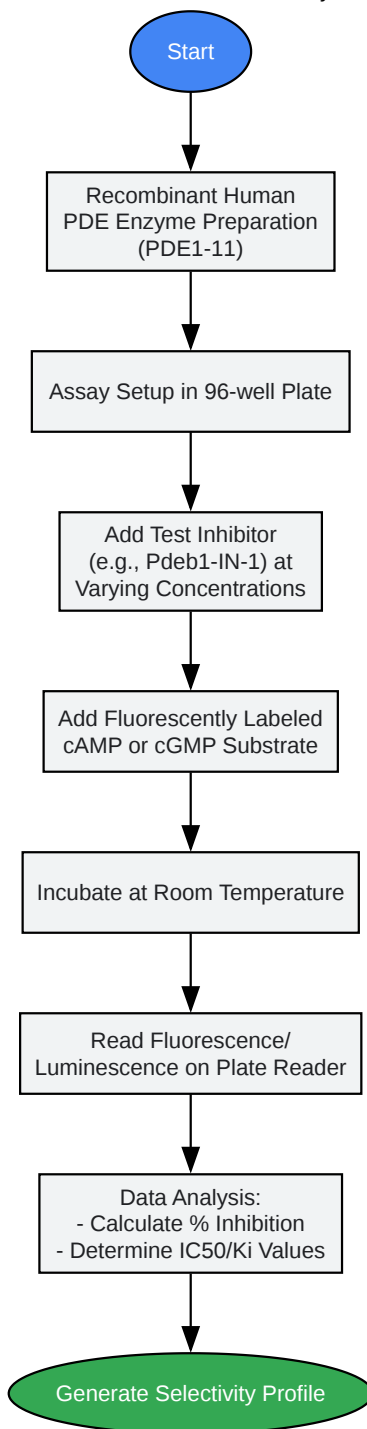 Start
Recombinant Human
PDE Enzyme Preparation
(PDE1-11)
Assay Setup in 96-well Plate
Add Test Inhibitor
(e.g., Pdeb1-IN-1) at
Varying Concentrations
Add Fluorescently Labeled
cAMP or cGMP Substrate
Incubate at Room Temperature
Read Fluorescence/
Luminescence on Plate Reader
Data Analysis:
- Calculate % Inhibition
- Determine IC50/Ki Values
Generate Selectivity Profile